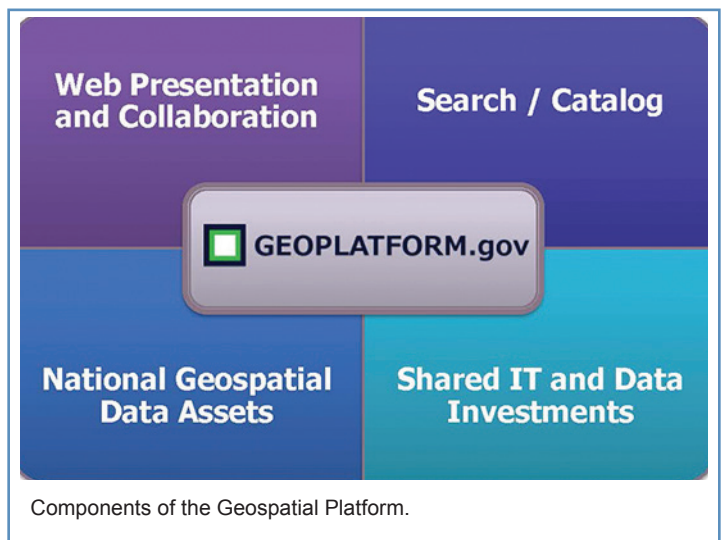 Web Presentation
and Collaboration
Search / Catalog
GEOPLATFORM.gov
National Geospatial
Data Assets
Shared IT and Data
Investments
Components of the Geospatial Platform.